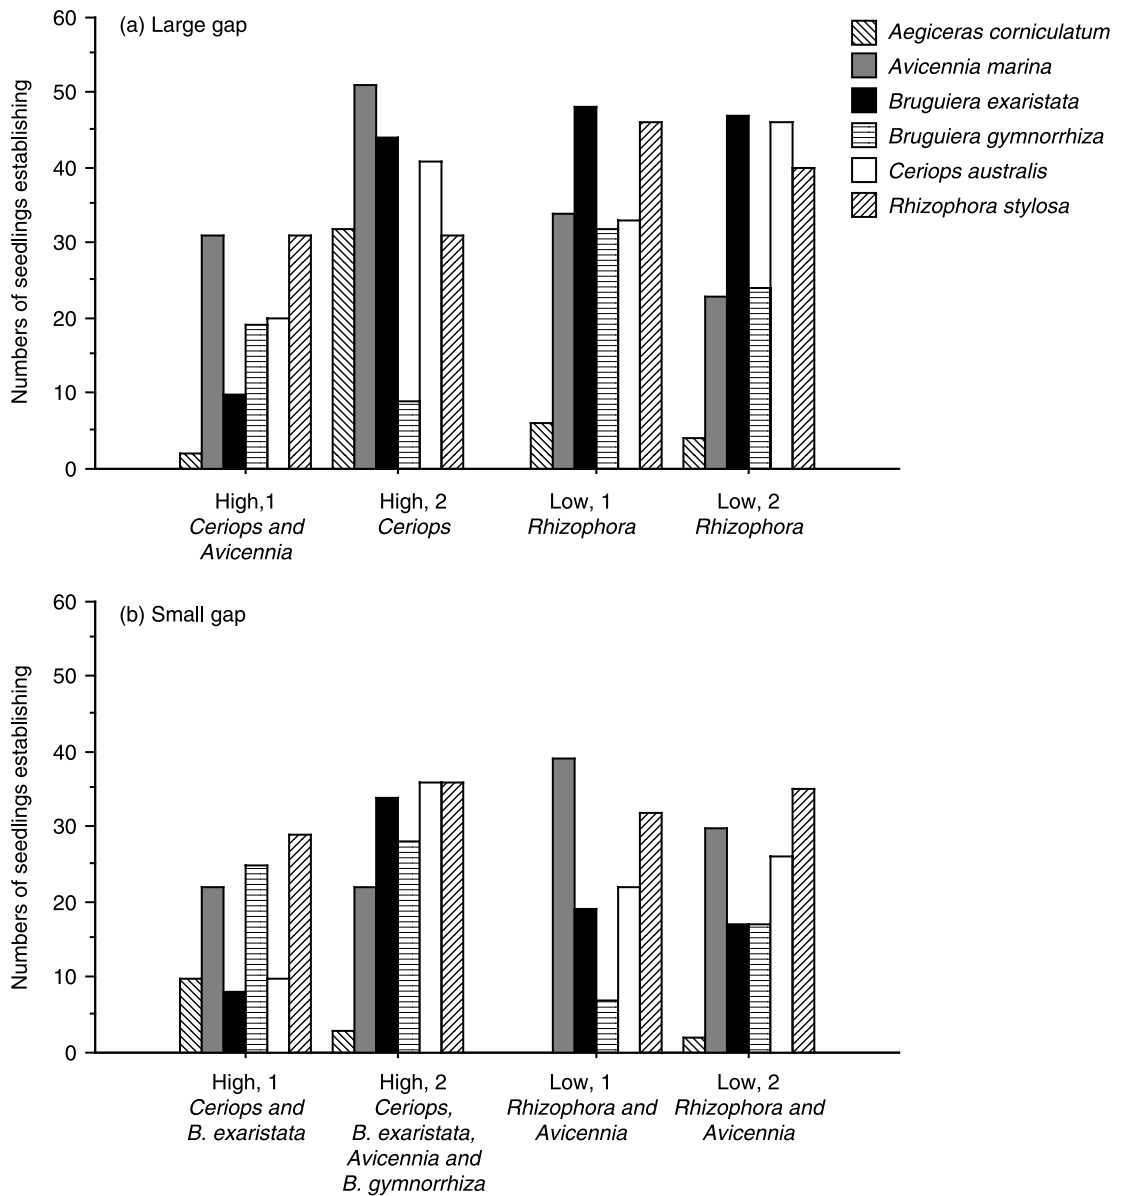 (a) Large gap
Numbers of seedlings establishing
60
50
40
30
20
10
0
Aegiceras corniculatum
Avicennia marina
Bruguiera exaristata
Bruguiera gymnorrhiza
Ceriops australis
Rhizophora stylosa
High,1
Ceriops and
Avicennia
High, 2
Ceriops
Low, 1
Rhizophora
Low, 2
Rhizophora
(b) Small gap
Numbers of seedlings establishing
60
50
40
30
20
10
0
High, 1
Ceriops and
B. exaristata
High, 2
Ceriops,
B. exaristata,
Avicennia and
B. gymnorrhiza
Low, 1
Rhizophora and
Avicennia
Low, 2
Rhizophora and
Avicennia